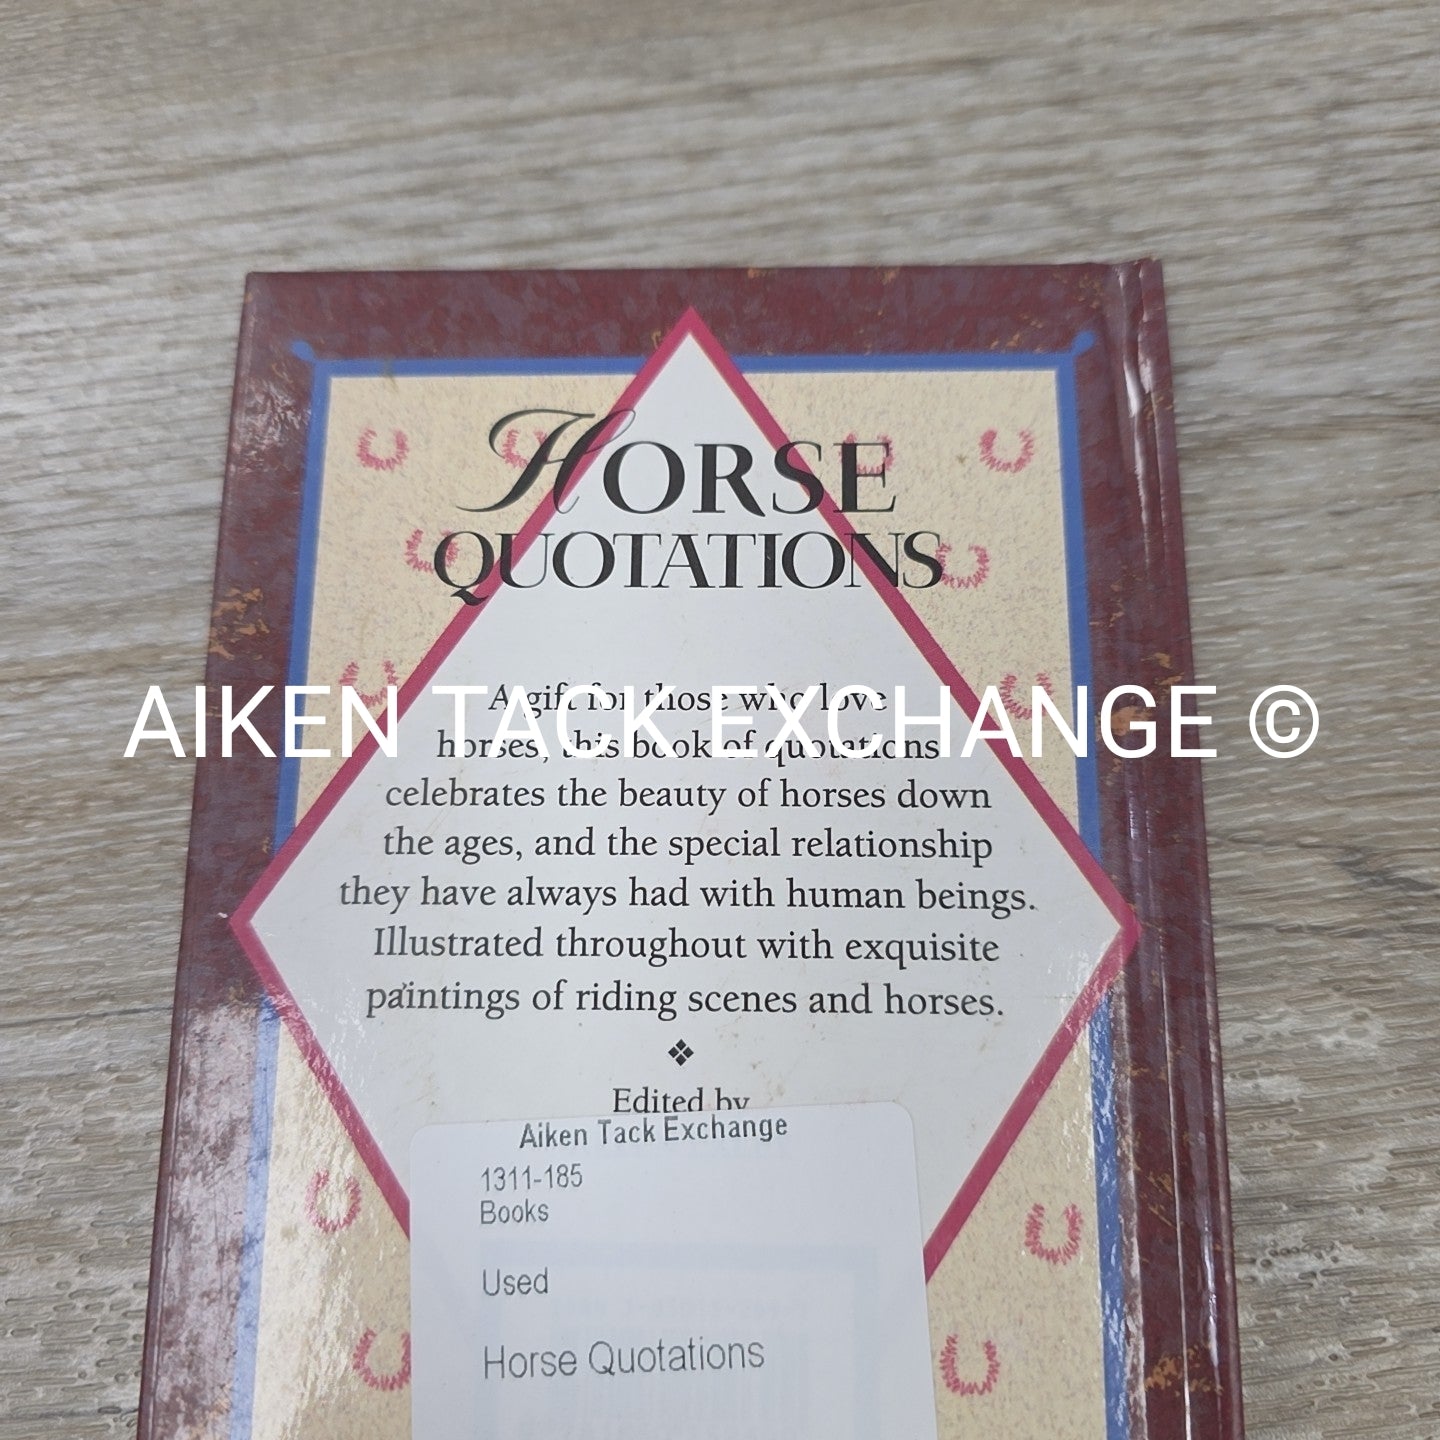 HORSE
QUOTATIONS
A gift for those who love
AIKEN TACK EXCHANGE ©
horses, this book of quotations
celebrates the beauty of horses down
the ages, and the special relationship
they have always had with human beings.
Illustrated throughout with exquisite
paintings of riding scenes and horses.
Edited by
Aiken Tack Exchange
1311-185
Books
Used
Horse Quotations